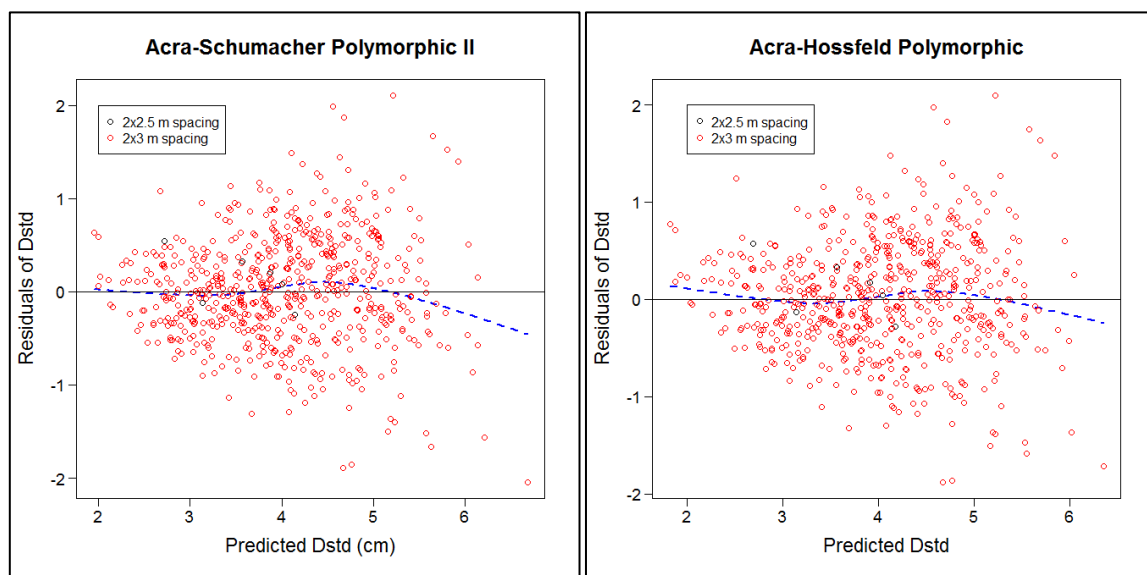 Acra-Schumacher Polymorphic II
2
1
0
-1
-2
Residuals of Dstd
2x2.5 m spacing
2x3 m spacing
2 3 4 5 6
Predicted Dstd (cm)
Acra-Hossfeld Polymorphic
2
1
0
-1
-2
Residuals of Dstd
2x2.5 m spacing
2x3 m spacing
2 3 4 5 6
Predicted Dstd